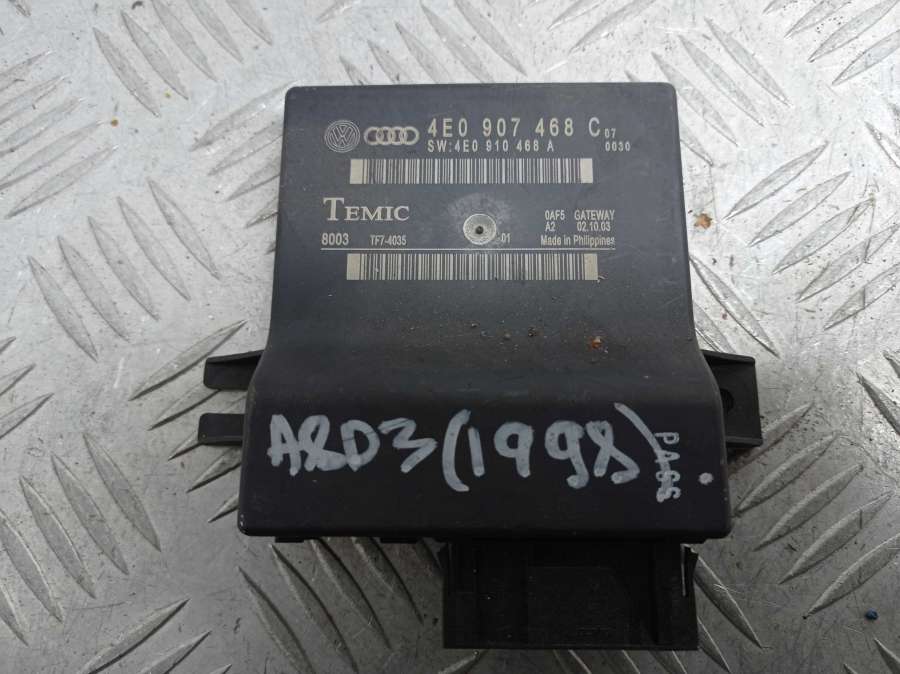 4E0 907 468 C 07
SW:4E0 910 468 A 0030
TEMIC
0AF5 GATEWAY
A2 02.10.03
8003 TF7-4035 01 Made in Philippines
A8D3 (1998)
PASS